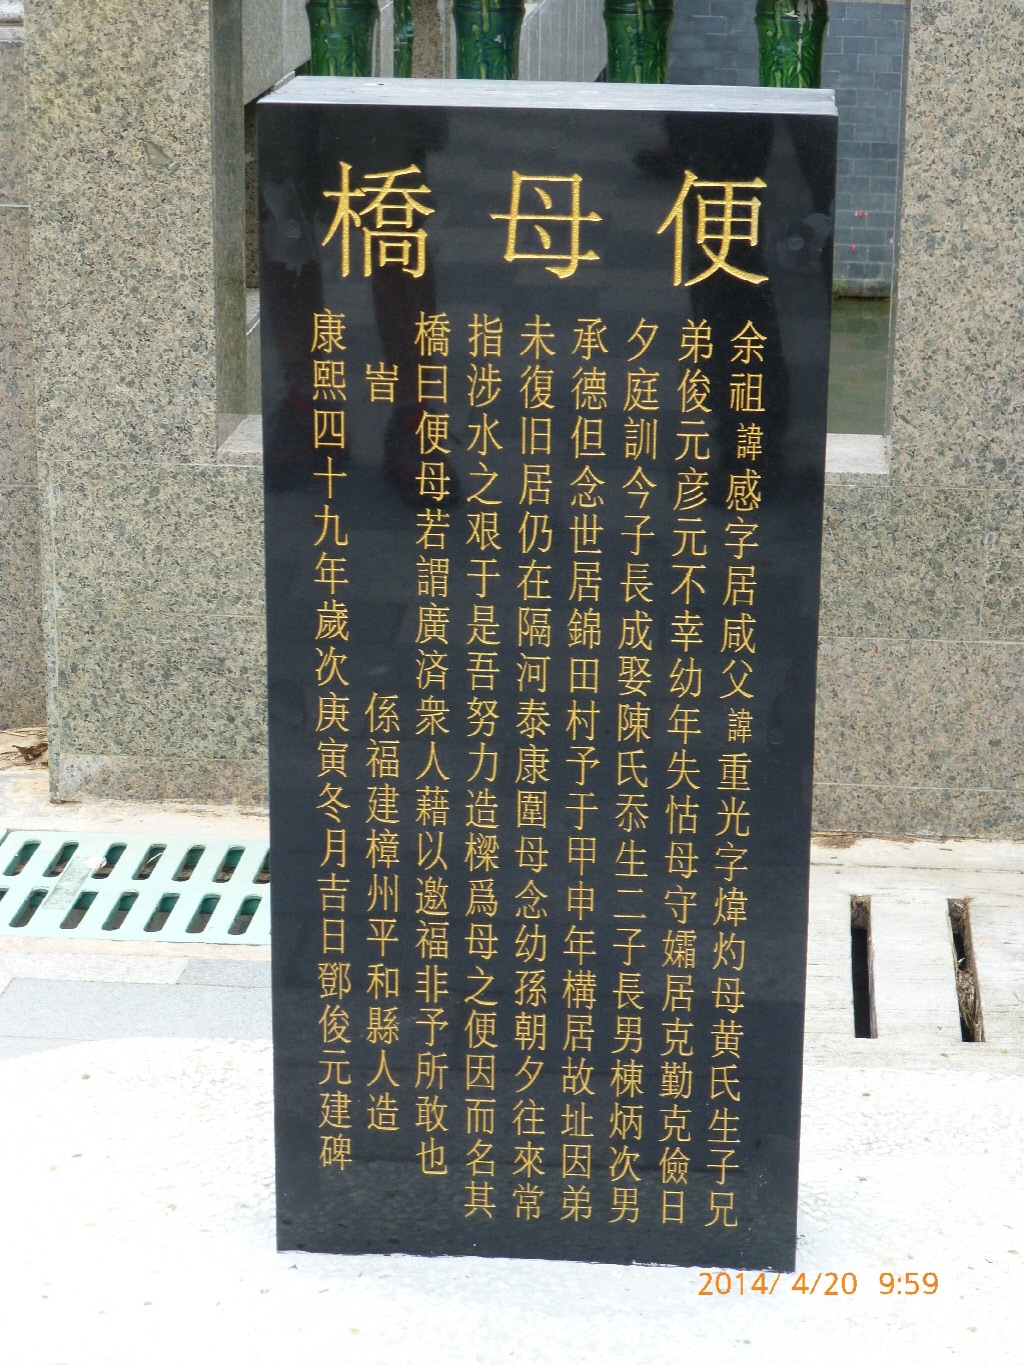 便母橋
余祖諱感字居咸父諱重光字煒灼母黄氏生子兄
弟俊元彦元不幸幼年失怙母守孀居克勤克儉日
夕庭訓今子長成娶陳氏忝生二子長男棟炳次男
承德但念世居錦田村予于甲申年構居故址因弟
未復旧居仍在隔河泰康圍母念幼孫朝夕往來常
指涉水之艰于是吾努力造樑爲母之便因而名其
橋曰便母若謂廣済衆人藉以邀福非予所敢也
旹 係福建樟州平和縣人造
康熙四十九年歲次庚寅冬月吉日鄧俊元建碑
2014/ 4/20 9:59